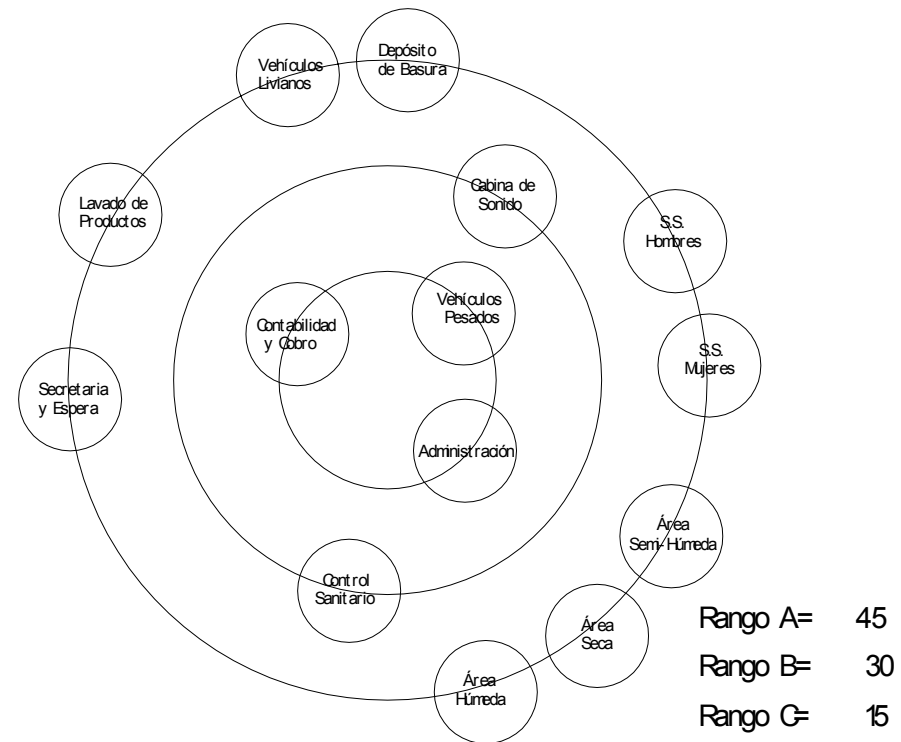 Depósito
de Basura
Vehículos
Livianos
Cabina de
Sonido
Lavado de
Productos
S.S.
Hombres
Vehículos
Pesados
Contabilidad
y Cobro
S.S.
Mujeres
Secretaria
y Espera
Administración
Área
Semi-Húmeda
Control
Sanitario
Área
Seca
Área
Húmeda
Rango A= 45
Rango B= 30
Rango C= 15